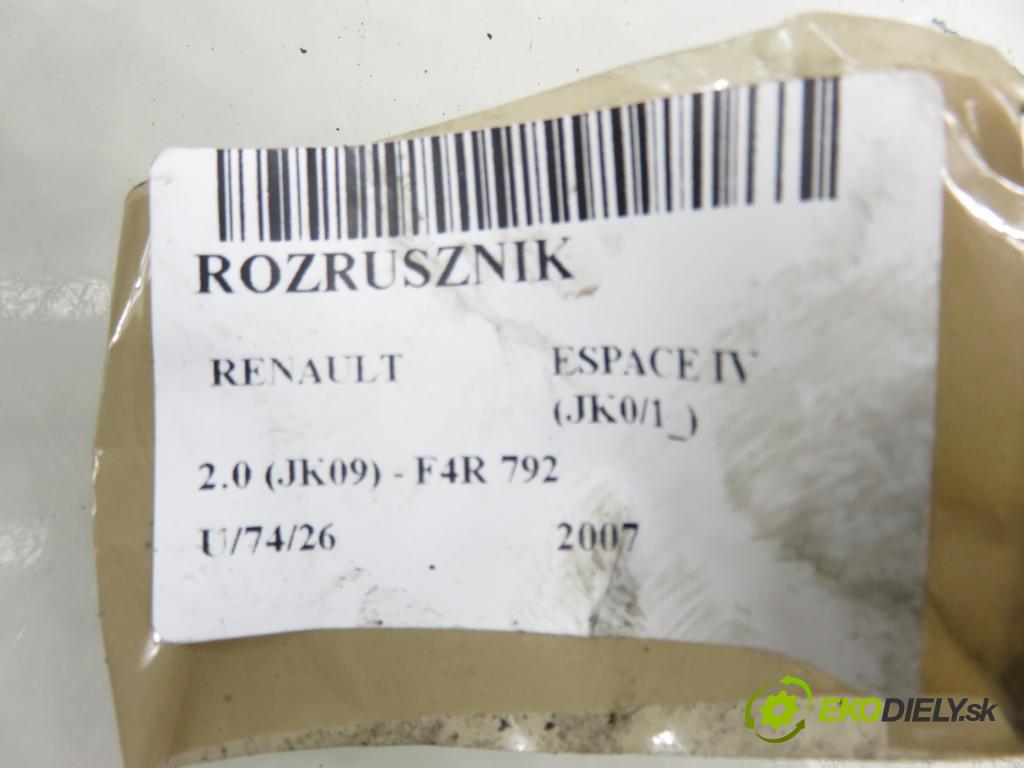 ROZRUSZNIK
RENAULT ESPACE IV
(JK0/1_)
2.0 (JK09) - F4R 792
U/74/26 2007
EKODIELY.sk